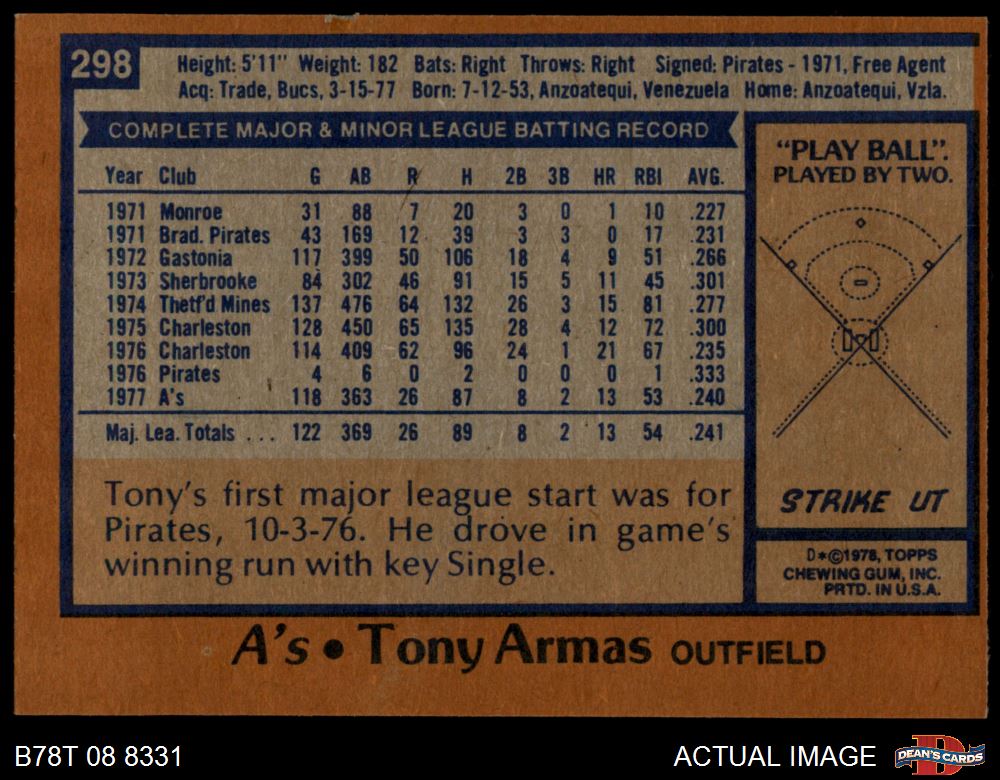 298
Height: 5'11" Weight: 182 Bats: Right Throws: Right Signed: Pirates - 1971, Free Agent
Acq: Trade, Bucs, 3-15-77 Born: 7-12-53, Anzoatequi, Venezuela Home: Anzoatequi, Vzla.
COMPLETE MAJOR & MINOR LEAGUE BATTING RECORD
Year Club G AB R H 2B 3B HR RBI AVG.
1971 Monroe 31 88 7 20 3 0 1 10 .227
1971 Brad. Pirates 43 169 12 39 3 3 0 17 .231
1972 Gastonia 117 399 50 106 18 4 9 51 .266
1973 Sherbrooke 84 302 46 91 15 5 11 45 .301
1974 Thetf'd Mines 137 476 64 132 26 3 15 81 .277
1975 Charleston 128 450 65 135 28 4 12 72 .300
1976 Charleston 114 409 62 96 24 1 21 67 .235
1976 Pirates 4 6 0 2 0 0 0 1 .333
1977 A's 118 363 26 87 8 2 13 53 .240
Maj. Lea. Totals ... 122 369 26 89 8 2 13 54 .241
Tony's first major league start was for
Pirates, 10-3-76. He drove in game's
winning run with key Single.
"PLAY BALL".
PLAYED BY TWO.
STRIKE UT
D*©1978, TOPPS
CHEWING GUM, INC.
PRTD. IN U.S.A.
A's • Tony Armas OUTFIELD
B78T 08 8331
ACTUAL IMAGE
DEAN'S CARDS